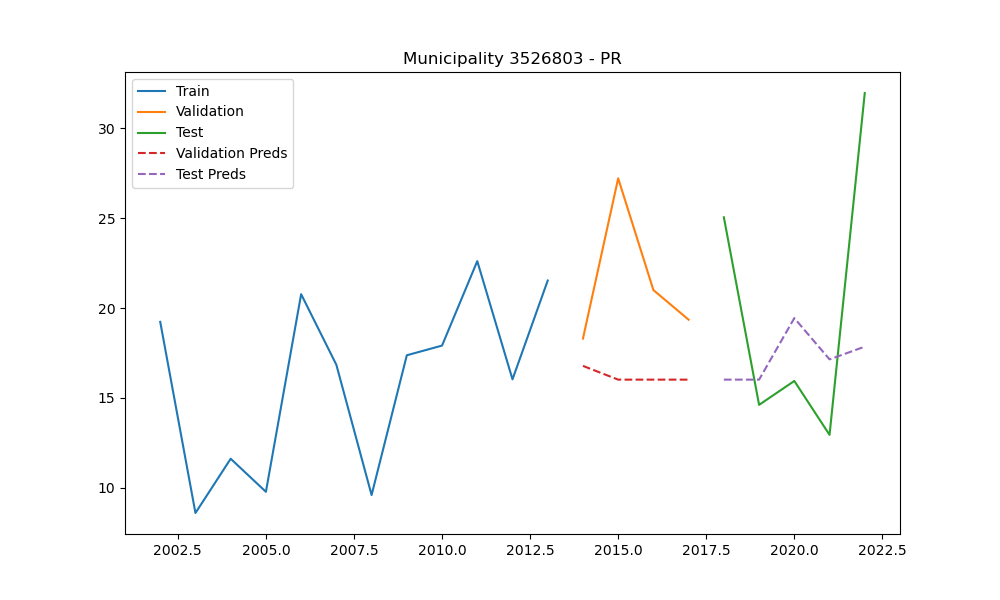 Municipality 3526803 - PR
Train
Validation
Test
Validation Preds
Test Preds
30
25
20
15
10
2002.5 2005.0 2007.5 2010.0 2012.5 2015.0 2017.5 2020.0 2022.5